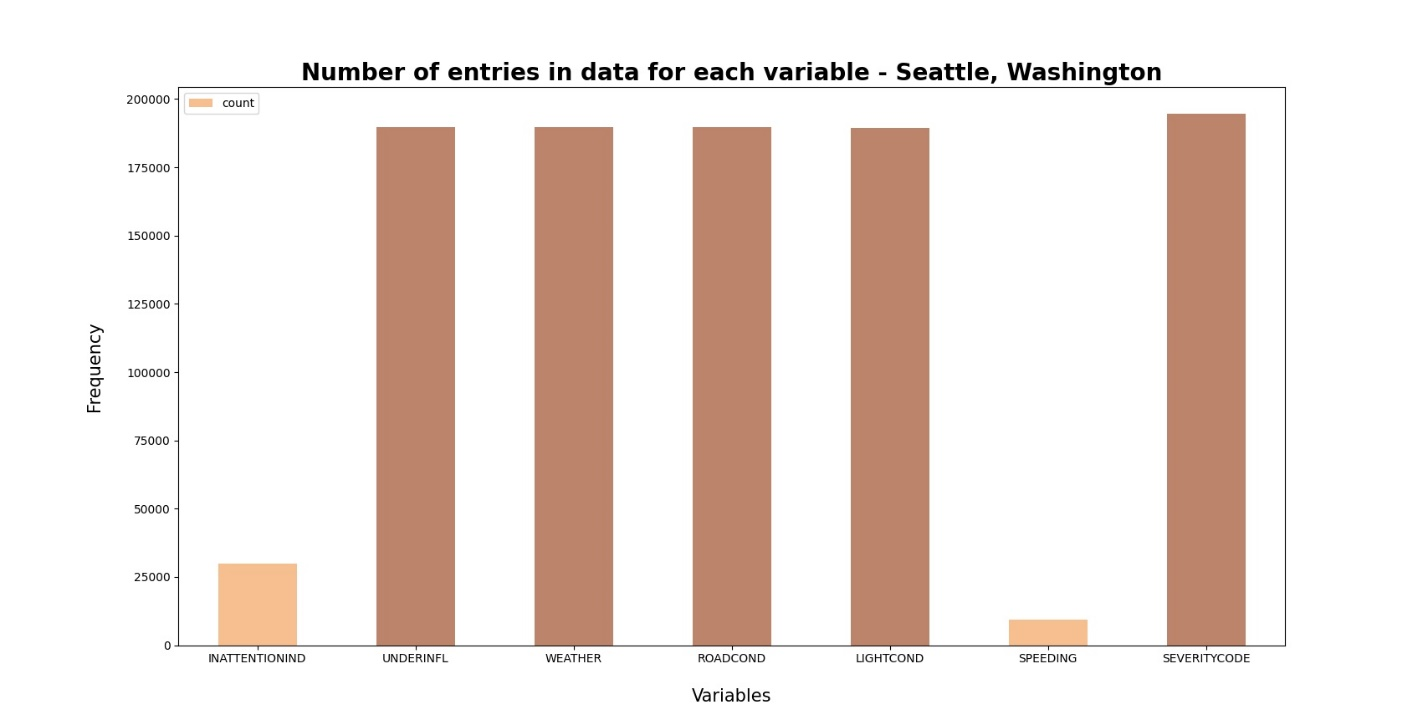 Number of entries in data for each variable - Seattle, Washington
count
200000
175000
150000
125000
100000
75000
50000
25000
0
Frequency
INATTENTIONIND UNDERINFL WEATHER ROADCOND LIGHTCOND SPEEDING SEVERITYCODE
Variables